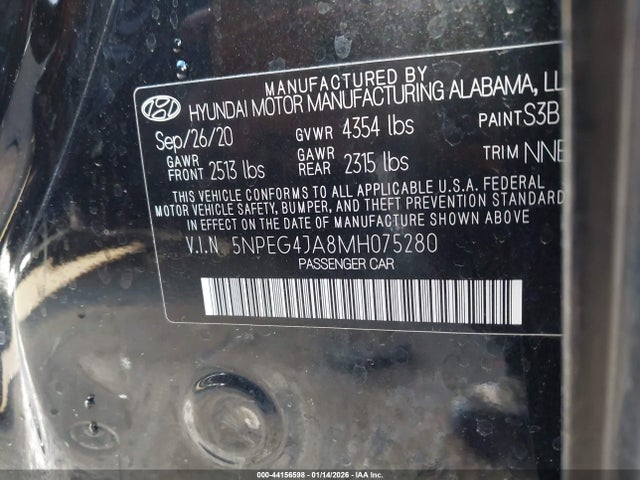 MANUFACTURED BY
HYUNDAI MOTOR MANUFACTURING ALABAMA, LL
Sep/26/20 GVWR 4354 lbs PAINT S3B
GAWR FRONT 2513 lbs GAWR REAR 2315 lbs TRIM NNB
THIS VEHICLE CONFORMS TO ALL APPLICABLE U.S.A. FEDERAL
MOTOR VEHICLE SAFETY, BUMPER, AND THEFT PREVENTION STANDARD
IN EFFECT ON THE DATE OF MANUFACTURE SHOWN ABOVE
V.I.N 5NPEG4JA8MH075280
PASSENGER CAR
000-44156598 - 01/14/2026 - IAA Inc.